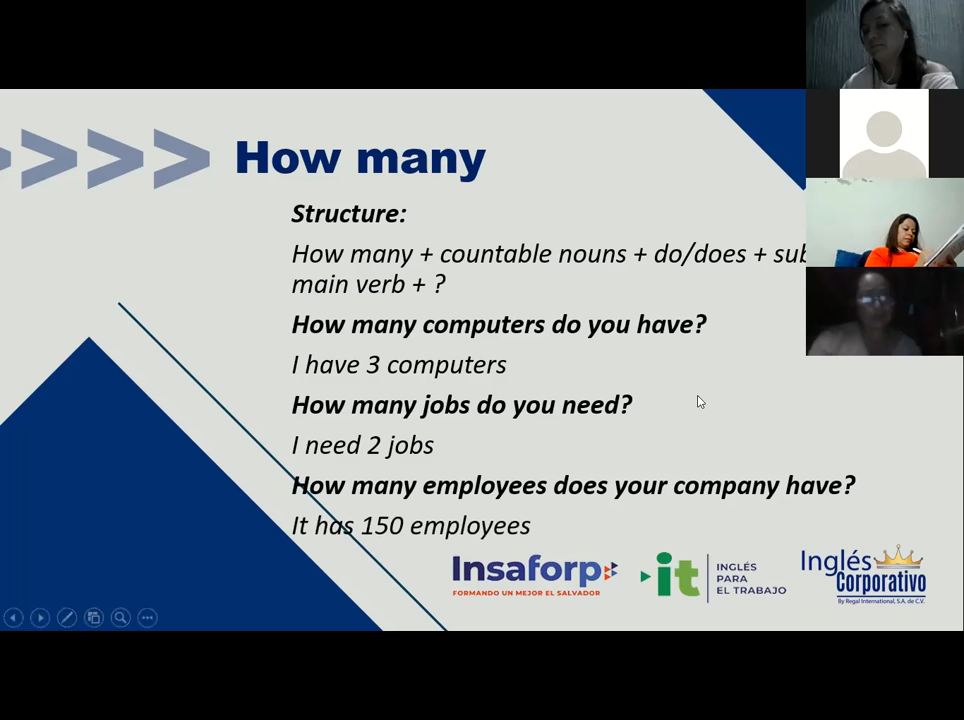 How many
Structure:
How many + countable nouns + do/does + sub
main verb + ?
How many computers do you have?
I have 3 computers
How many jobs do you need?
I need 2 jobs
How many employees does your company have?
It has 150 employees
Insaforp
FORMANDO UN MEJOR EL SALVADOR
it
INGLÉS
PARA
EL TRABAJO
Inglés
Corporativo
By Regal International, S.A. de C.V.